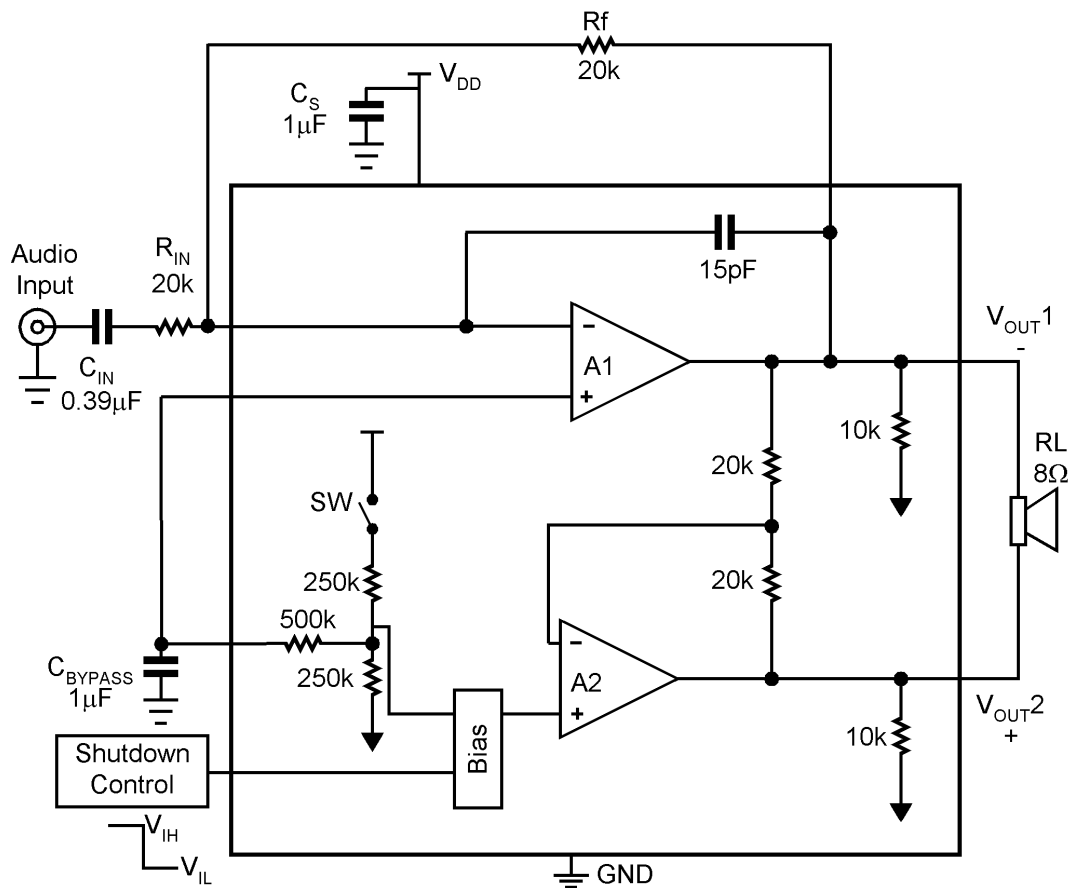 Rf
20k
V_DD
C_S
1μF
Audio
Input
R_IN
20k
15pF
C_IN
0.39μF
-
A1
+
V_OUT1
-
10k
20k
RL
8Ω
SW
250k
20k
500k
250k
C_BYPASS
1μF
-
A2
+
V_OUT2
+
10k
Bias
Shutdown
Control
V_IH
V_IL
GND